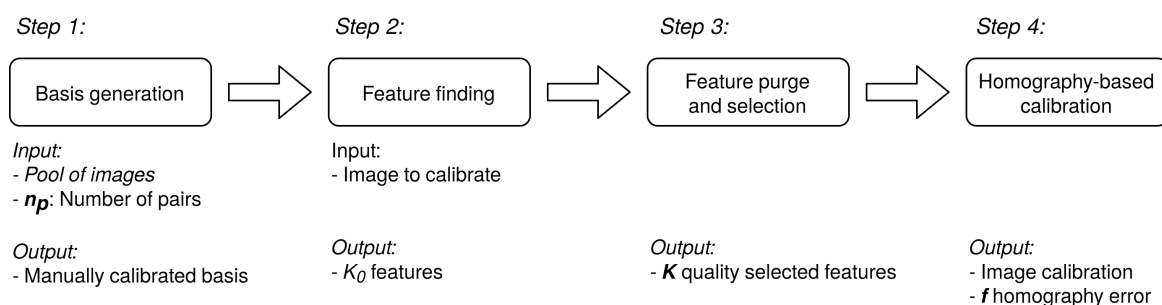 Step 1:
Step 2:
Step 3:
Step 4:
Basis generation
Feature finding
Feature purge
and selection
Homography-based
calibration
Input:
- Pool of images
- np: Number of pairs
Input:
- Image to calibrate
Output:
- Manually calibrated basis
Output:
- K0 features
Output:
- K quality selected features
Output:
- Image calibration
- f homography error